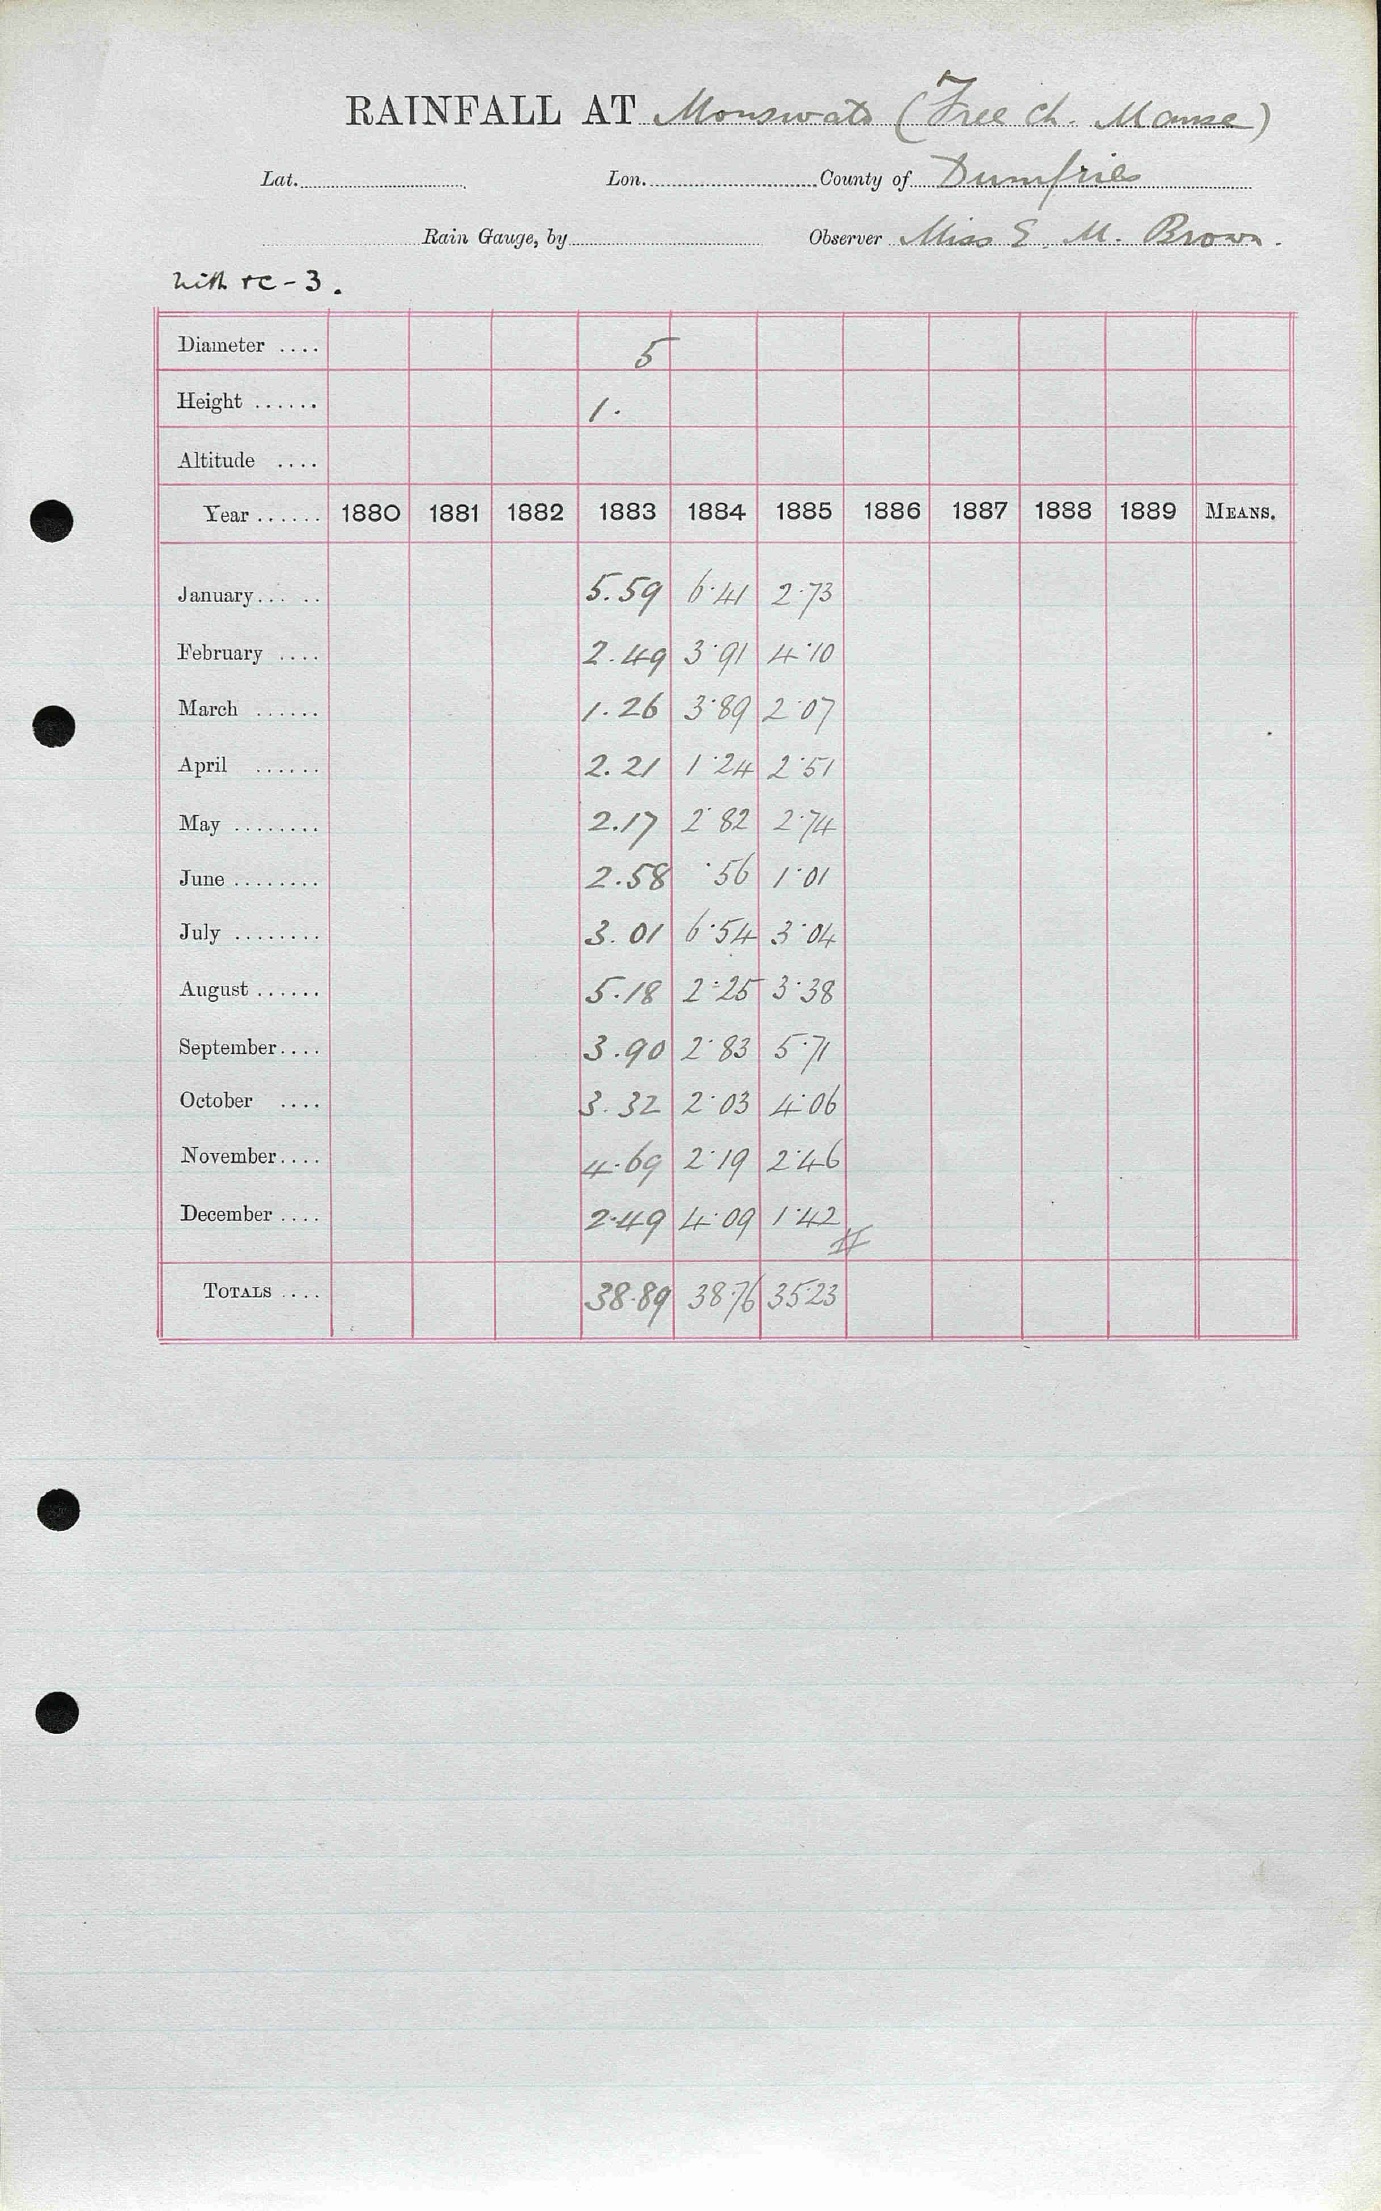 RAINFALL AT Monswats (Free Ch. Manse)
Lat. Lon. County of Dumfries
Rain Gauge, by Observer Miss E. M. Brown.
with rc - 3.
Diameter .... 5
Height ...... 1.
Altitude ....
Year ...... 1880 1881 1882 1883 1884 1885 1886 1887 1888 1889 MEANS.
January... .. 5.59 6.41 2.73
February .... 2.49 3.91 4.10
March ...... 1.26 3.89 2.07
April ...... 2.21 1.24 2.51
May ........ 2.17 2.82 2.74
June ........ 2.58 .56 1.01
July ........ 3.01 6.54 3.04
August ...... 5.18 2.25 3.38
September.... 3.90 2.83 5.71
October .... 3.32 2.03 4.06
November.... 4.69 2.19 2.46
December .... 2.49 4.09 1.42
TOTALS .... 38.89 38.76 35.23